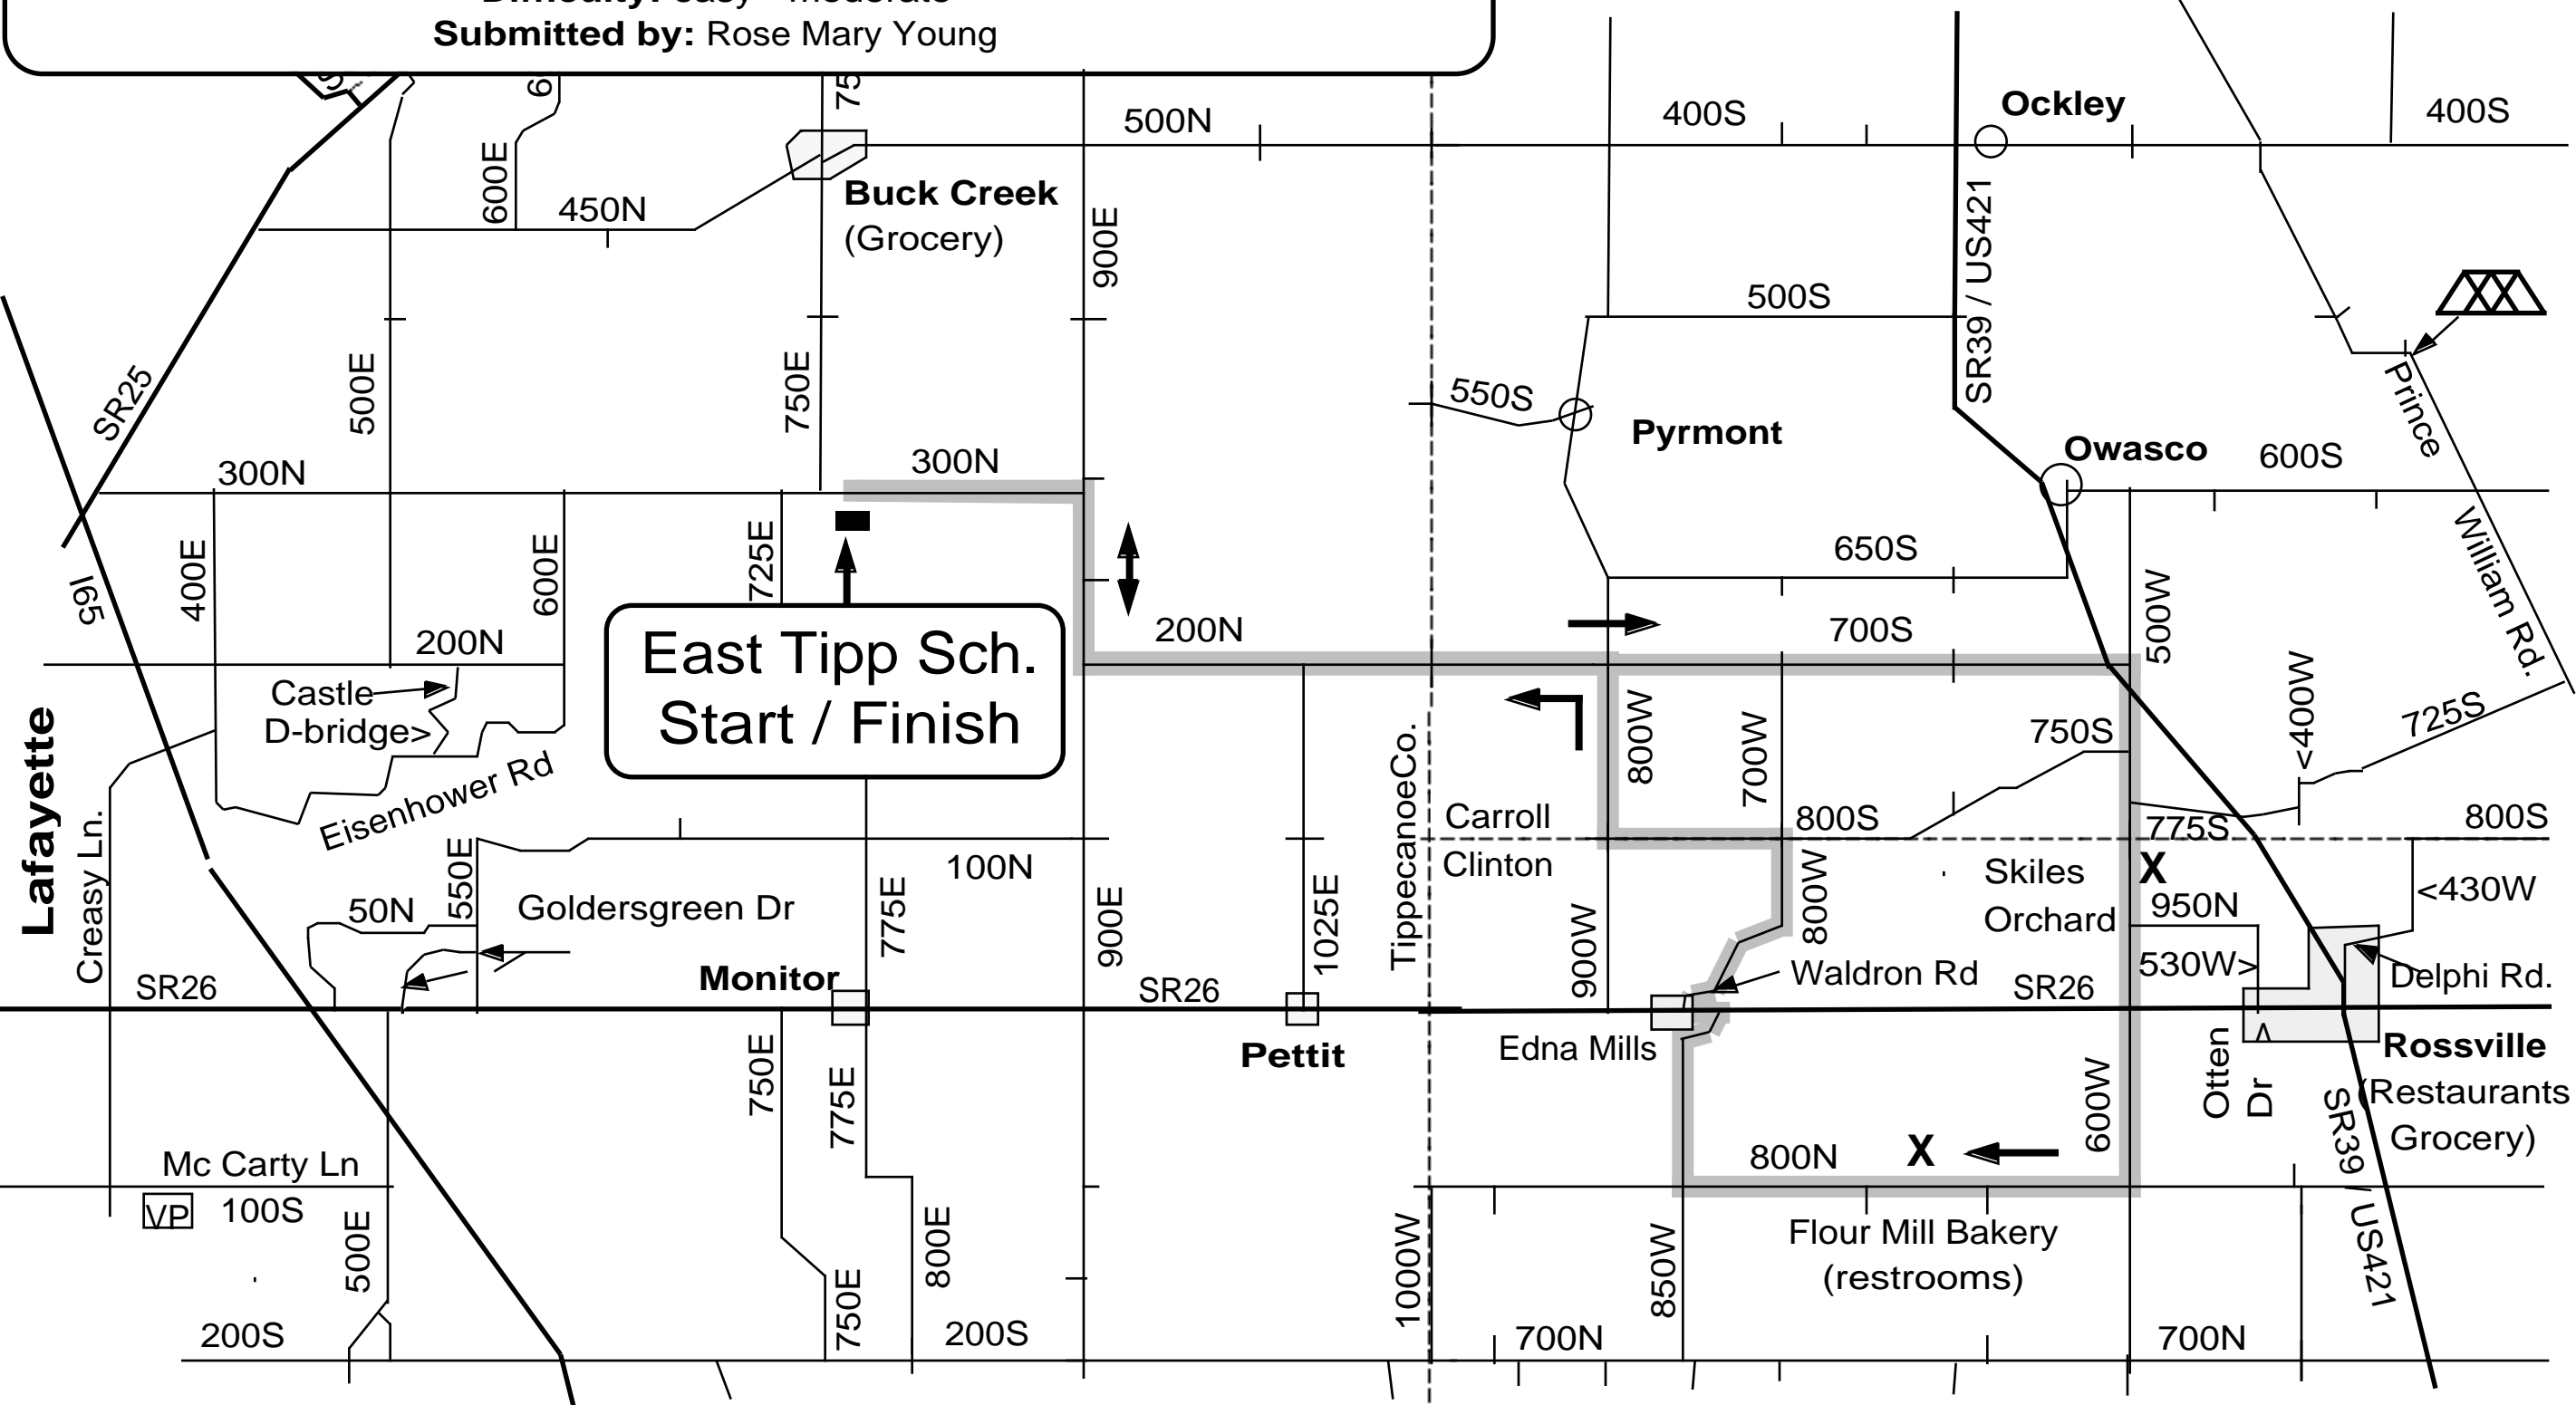 Submitted by: Rose Mary Young
Ockley
400S
400S
500N
600E
450N
Buck Creek
(Grocery)
900E
SR39 / US421
500S
SR25
500E
750E
550S
Pyrmont
Prince
William Rd.
Owasco
600S
300N
300N
I65
400E
600E
725E
650S
500W
200N
East Tipp Sch.
Start / Finish
200N
700S
Castle
D-bridge>
Eisenhower Rd
Lafayette
Creasy Ln.
TippecanoeCo.
800W
700W
750S
<400W
725S
Carroll
Clinton
800S
775S
800S
100N
550E
50N
Goldersgreen Dr
775E
900E
1025E
900W
800W
Skiles
Orchard
X
950N
<430W
530W>
Delphi Rd.
Waldron Rd
Monitor
SR26
SR26
SR26
Pettit
Edna Mills
Otten
Dr
^
Rossville
(Restaurants
Grocery)
750E
775E
600W
SR39 / US421
Mc Carty Ln
VP
100S
800N
X
Flour Mill Bakery
(restrooms)
500E
750E
800E
1000W
850W
200S
200S
700N
700N